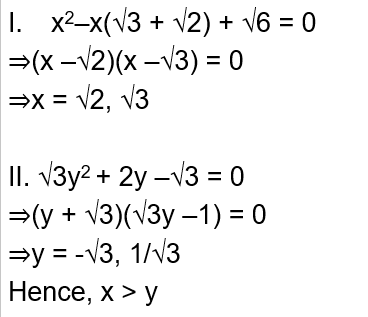 I. x²–x(√3 + √2) + √6 = 0
⇒(x –√2)(x –√3) = 0
⇒x = √2, √3
II. √3y² + 2y –√3 = 0
⇒(y + √3)(√3y –1) = 0
⇒y = -√3, 1/√3
Hence, x > y